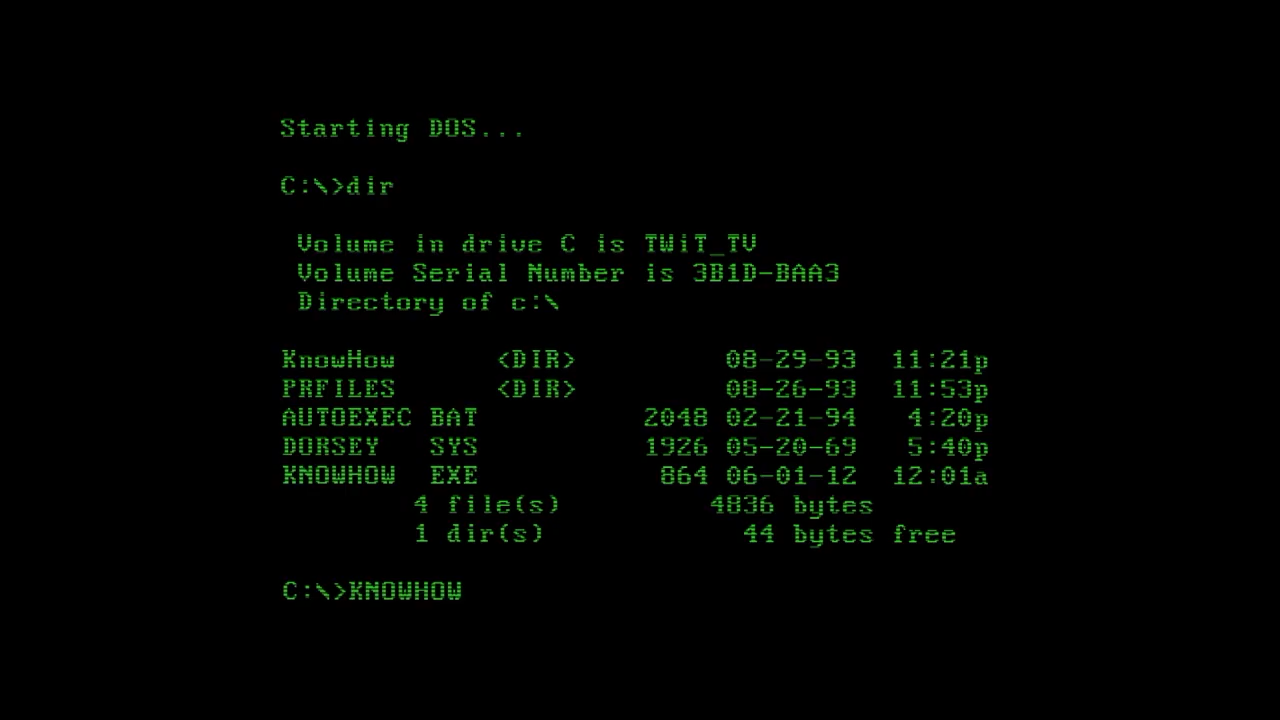 Starting DOS...
C:\>dir
Volume in drive C is TWiT_TV
Volume Serial Number is 3B1D-BAA3
Directory of c:\
KnowHow <DIR> 08-29-93 11:21p
PRFILES <DIR> 08-26-93 11:53p
AUTOEXEC BAT 2048 02-21-94 4:20p
DORSEY SYS 1926 05-20-69 5:40p
KNOWHOW EXE 864 06-01-12 12:01a
4 file(s) 4836 bytes
1 dir(s) 44 bytes free
C:\>KNOWHOW